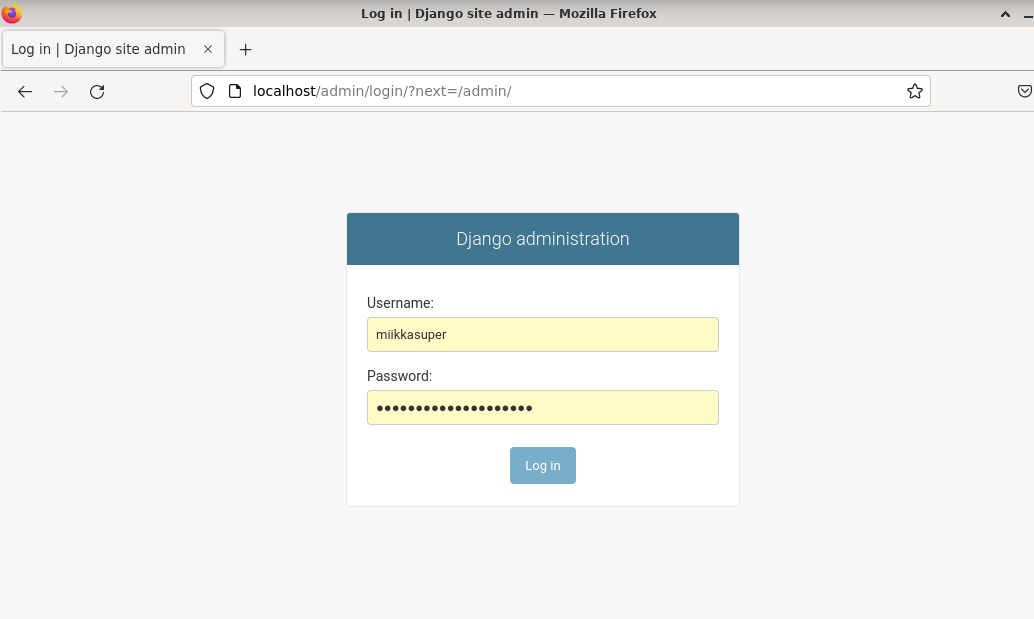 Log in | Django site admin — Mozilla Firefox
Log in | Django site admin
localhost/admin/login/?next=/admin/
Django administration
Username:
miikkasuper
Password:
••••••••••••••••••••
Log in